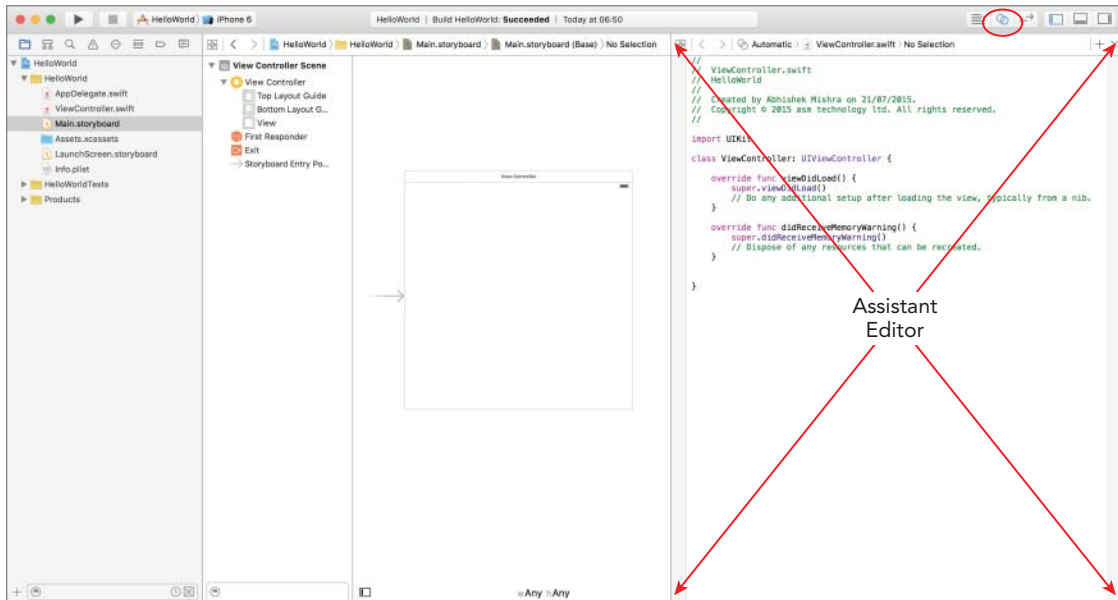 HelloWorld iPhone 6
HelloWorld | Build HelloWorld: Succeeded | Today at 06:50
HelloWorld HelloWorld Main.storyboard Main.storyboard (Base) No Selection
Automatic ViewController.swift No Selection
HelloWorld
HelloWorld
AppDelegate.swift
ViewController.swift
Main.storyboard
Assets.xcassets
LaunchScreen.storyboard
Info.plist
HelloWorldTests
Products
View Controller Scene
View Controller
Top Layout Guide
Bottom Layout G...
View
First Responder
Exit
Storyboard Entry Po...
View Controller
//
// ViewController.swift
// HelloWorld
//
// Created by Abhishek Mishra on 21/07/2015.
// Copyright © 2015 asm technology ltd. All rights reserved.
//
import UIKit
class ViewController: UIViewController {
override func viewDidLoad() {
super.viewDidLoad()
// Do any additional setup after loading the view, typically from a nib.
}
override func didReceiveMemoryWarning() {
super.didReceiveMemoryWarning()
// Dispose of any resources that can be recreated.
}
}
Assistant
Editor
wAny hAny